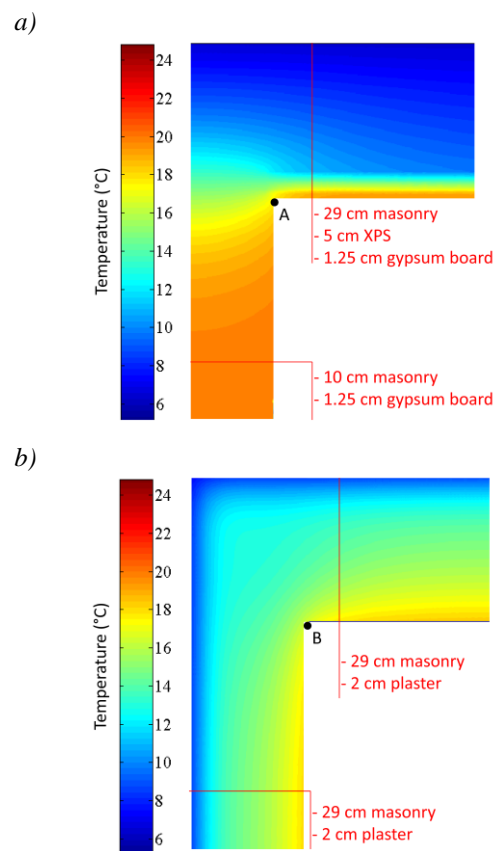 a)
Temperature (°C)
24
22
20
18
16
14
12
10
8
6
A
- 29 cm masonry
- 5 cm XPS
- 1.25 cm gypsum board
- 10 cm masonry
- 1.25 cm gypsum board
b)
Temperature (°C)
24
22
20
18
16
14
12
10
8
6
B
- 29 cm masonry
- 2 cm plaster
- 29 cm masonry
- 2 cm plaster